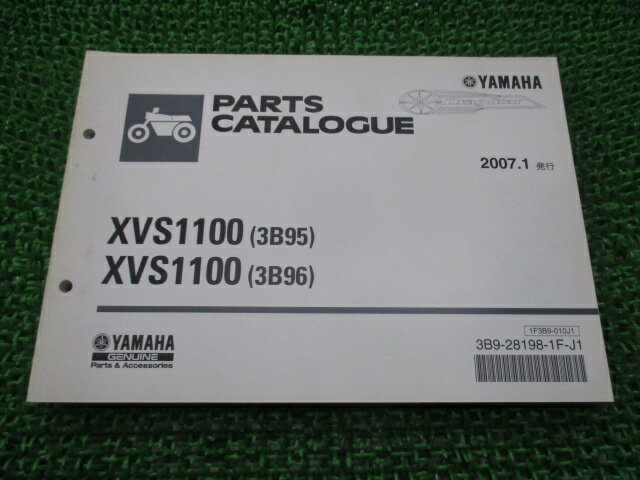 YAMAHA
PARTS
CATALOGUE
2007.1 発行
XVS1100 (3B95)
XVS1100 (3B96)
YAMAHA
GENUINE
Parts & Accessories
1F3B9-010J1
3B9-28198-1F-J1